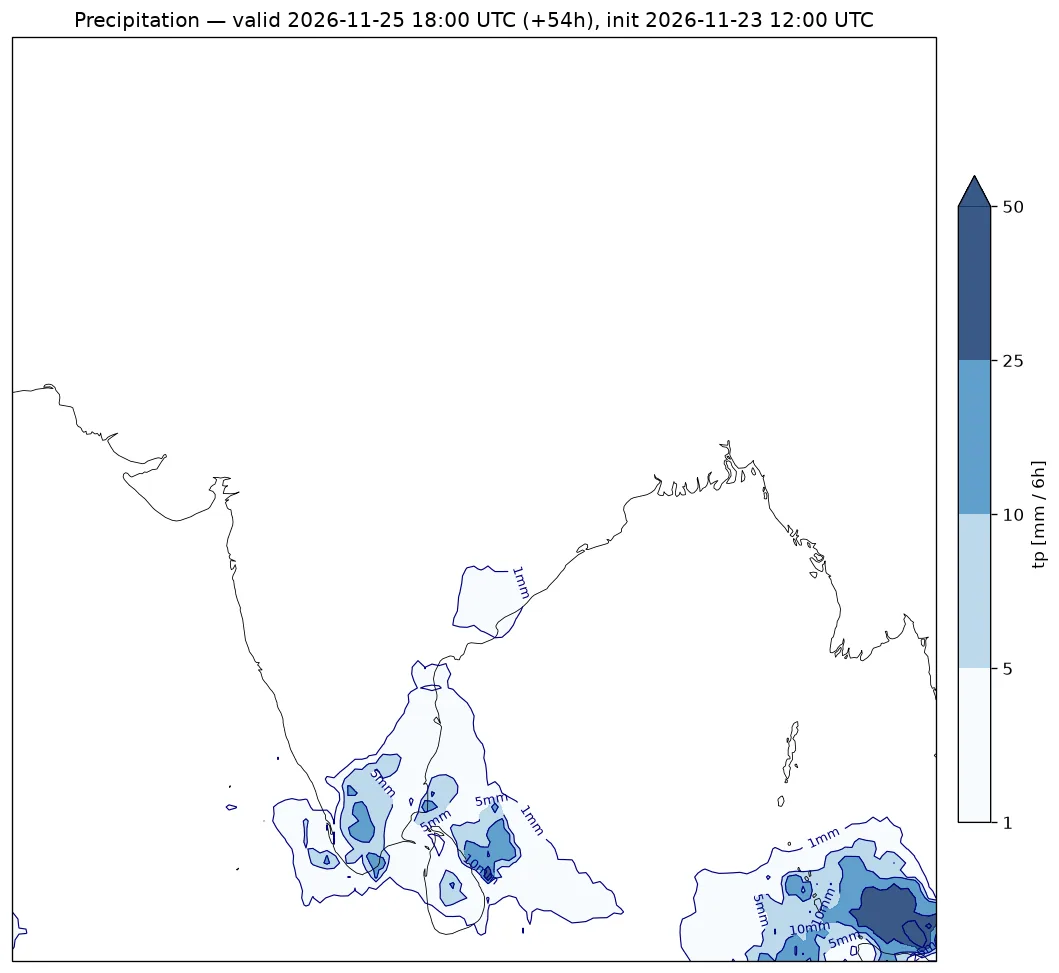 Precipitation — valid 2026-11-25 18:00 UTC (+54h), init 2026-11-23 12:00 UTC
50
25
10
5
1
tp [mm / 6h]
1mm
5mm
5mm
5mm
1mm
10mm
1mm
5mm
10mm
10mm
5mm